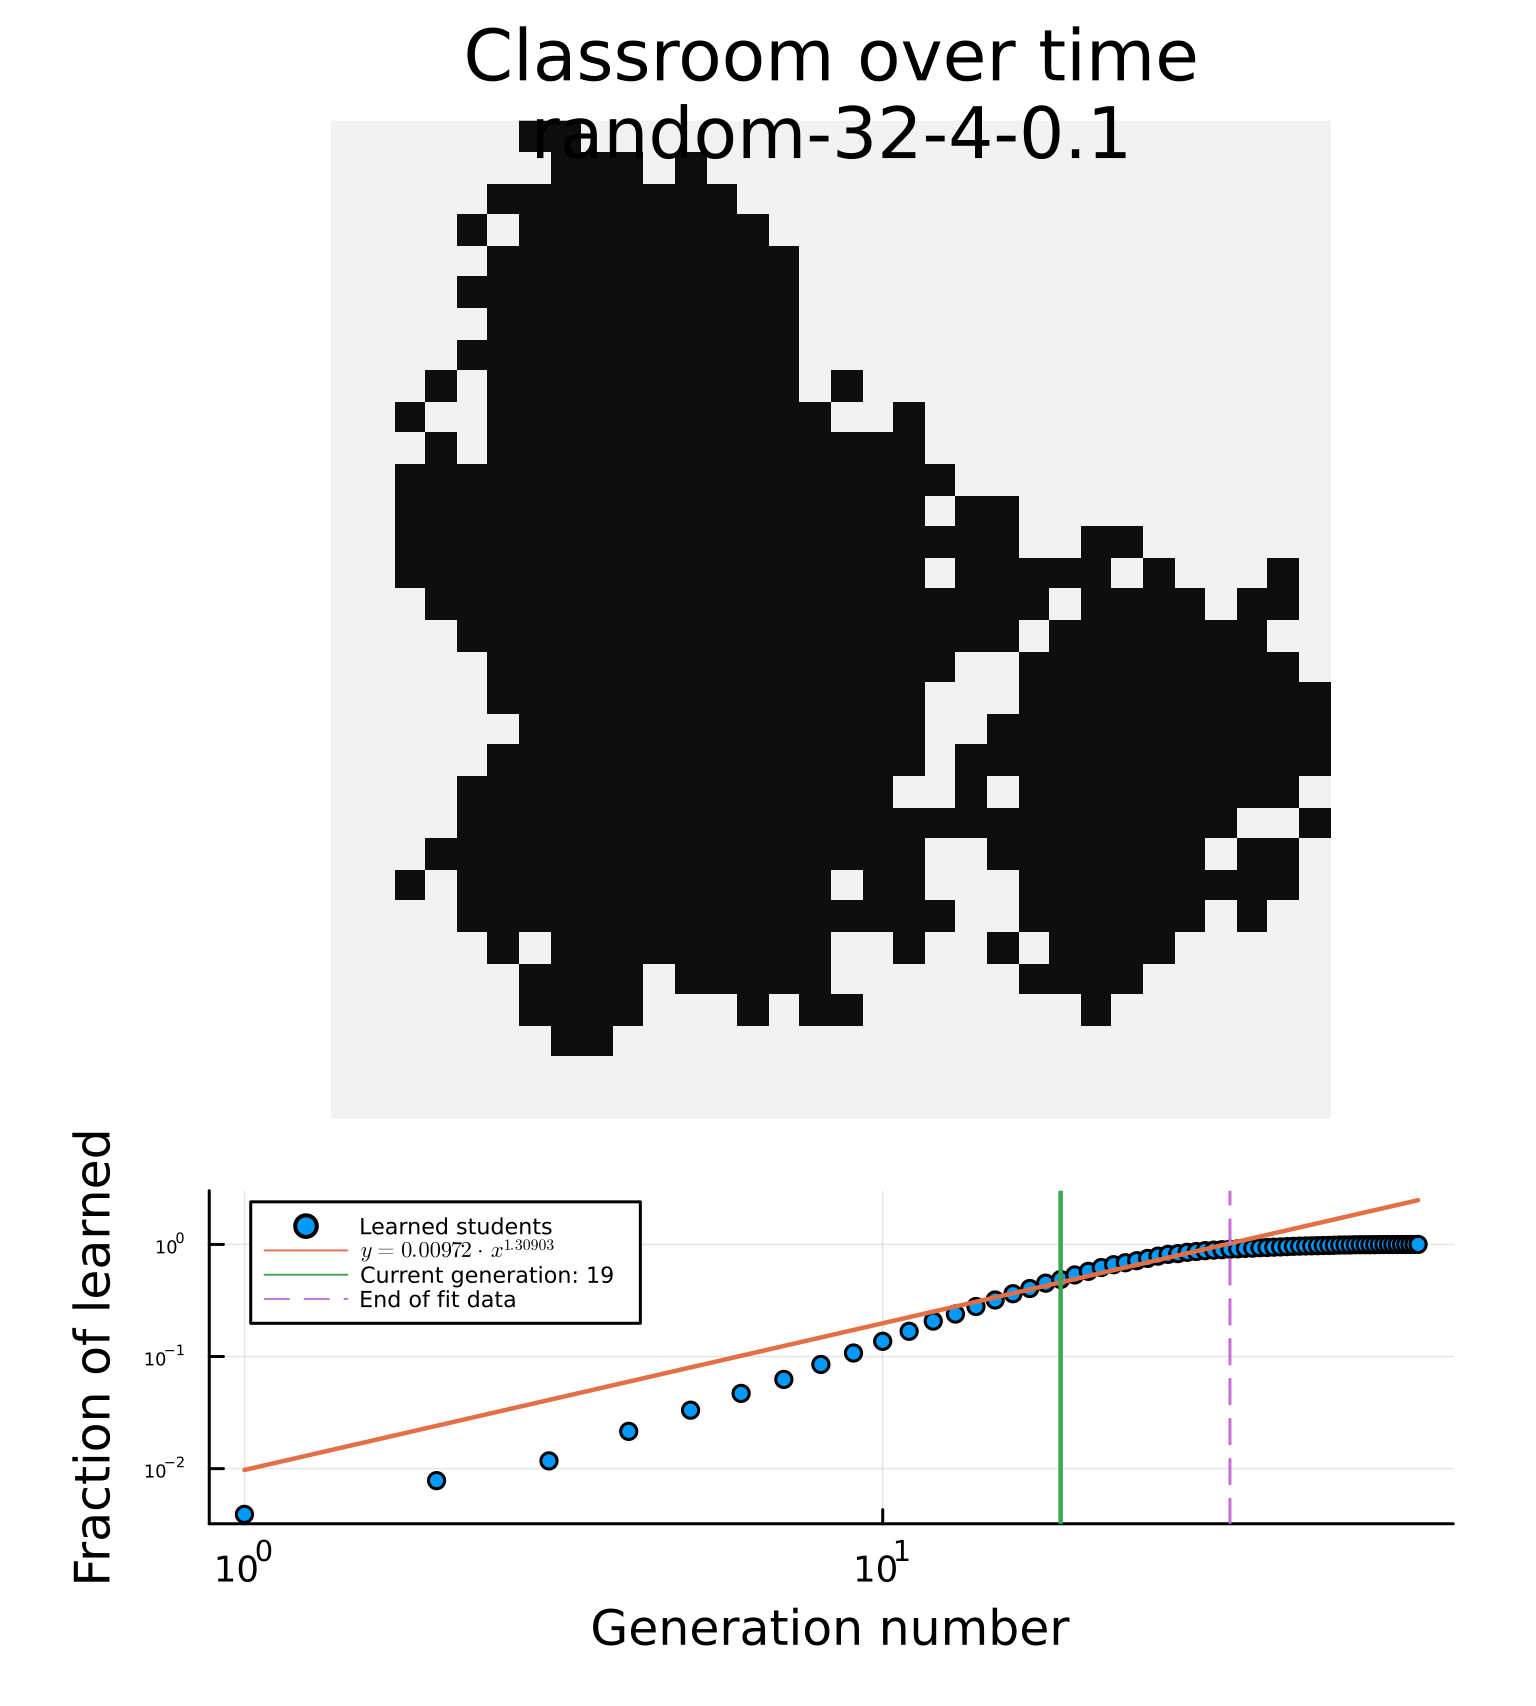 Classroom over time
random-32-4-0.1
Fraction of learned
10⁰
10⁻¹
10⁻²
Learned students
y = 0.00972 · x^1.30903
Current generation: 19
End of fit data
10⁰ 10¹
Generation number